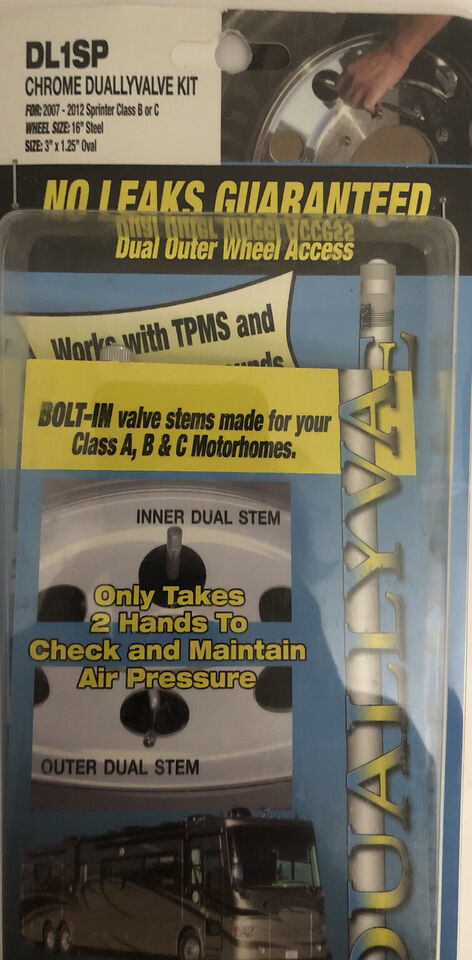 DL1SP
CHROME DUALLYVALVE KIT
FOR: 2007 - 2012 Sprinter Class B or C
WHEEL SIZE: 16" Steel
SIZE: 3" x 1.25" Oval
NO LEAKS GUARANTEED
Dual Outer Wheel Access
Works with TPMS and
BOLT-IN valve stems made for your
Class A, B & C Motorhomes.
INNER DUAL STEM
Only Takes
2 Hands To
Check and Maintain
Air Pressure
OUTER DUAL STEM
DUALLYVAL